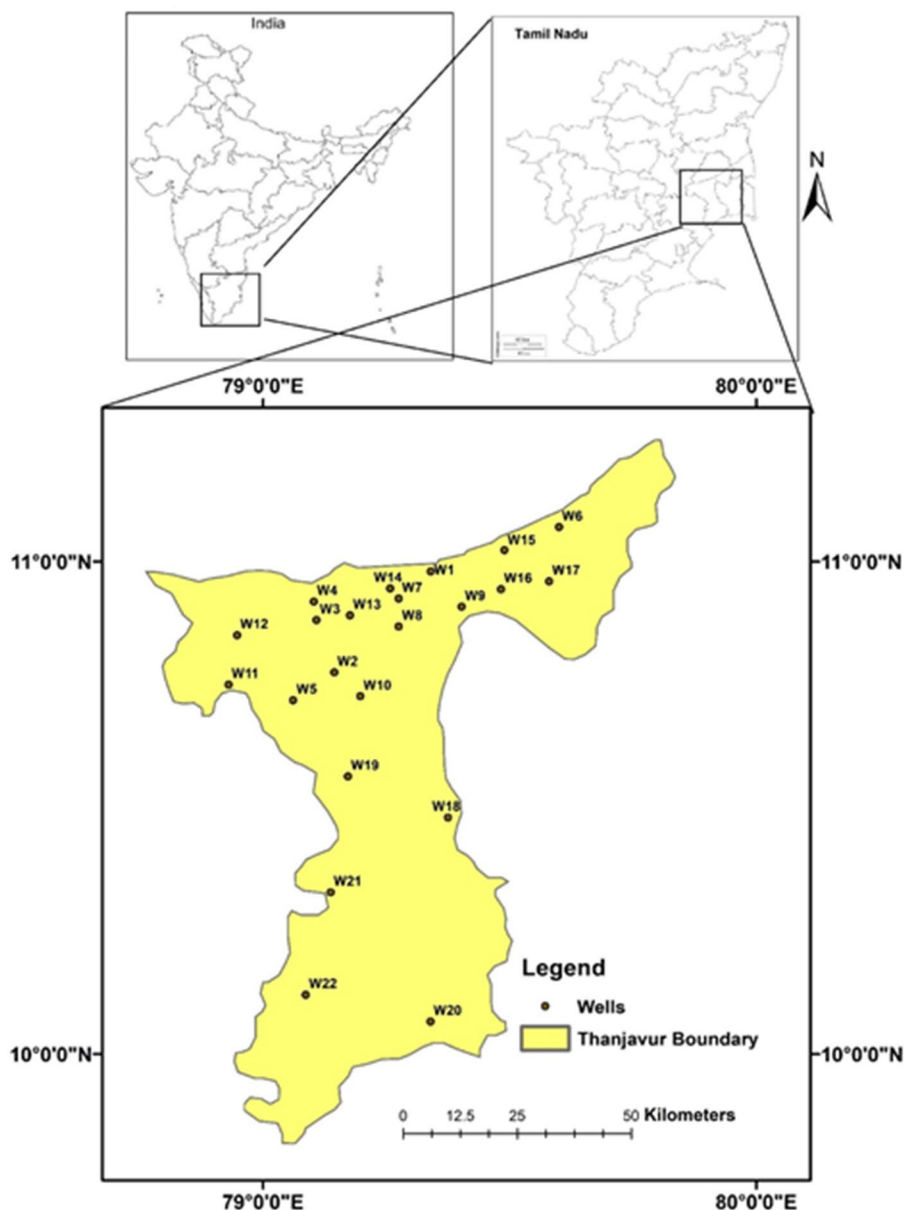 India
Tamil Nadu
N
79°0'0"E
80°0'0"E
W6
W15
11°0'0"N
11°0'0"N
W1
W17
W14
W16
W7
W4
W9
W13
W3
W8
W12
W2
W11
W5
W10
W19
W18
W21
Legend
W22
Wells
W20
Thanjavur Boundary
10°0'0"N
10°0'0"N
0 12.5 25 50 Kilometers
79°0'0"E
80°0'0"E